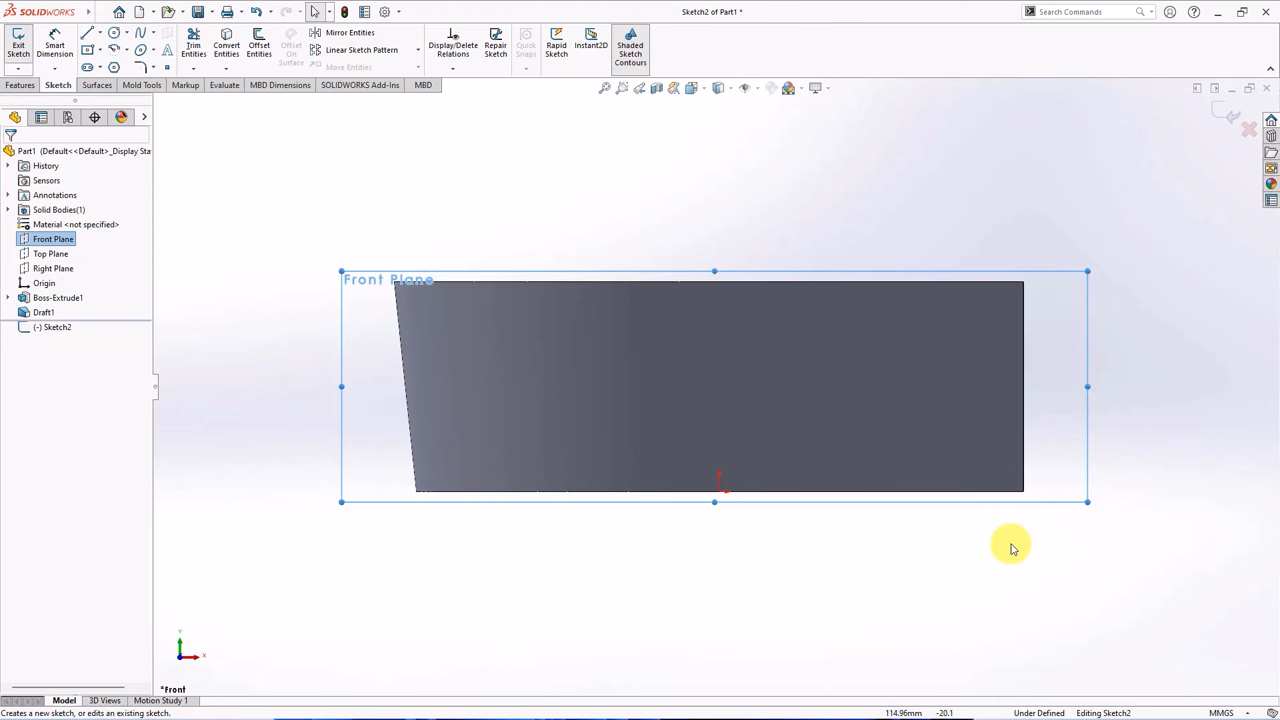 SOLIDWORKS
Sketch2 of Part1 *
Search Commands
Exit Sketch
Smart Dimension
Trim Entities
Convert Entities
Offset Entities
Offset On Surface
Mirror Entities
Linear Sketch Pattern
Move Entities
Display/Delete Relations
Repair Sketch
Quick Snaps
Rapid Sketch
Instant2D
Shaded Sketch Contours
Features
Sketch
Surfaces
Mold Tools
Markup
Evaluate
MBD Dimensions
SOLIDWORKS Add-Ins
MBD
Part1 (Default<<Default>_Display Sta
History
Sensors
Annotations
Solid Bodies(1)
Material <not specified>
Front Plane
Top Plane
Right Plane
Origin
Boss-Extrude1
Draft1
(-) Sketch2
Front Plane
Y
X
*Front
Model
3D Views
Motion Study 1
Creates a new sketch, or edits an existing sketch.
114.96mm
-20.1
Under Defined
Editing Sketch2
MMGS